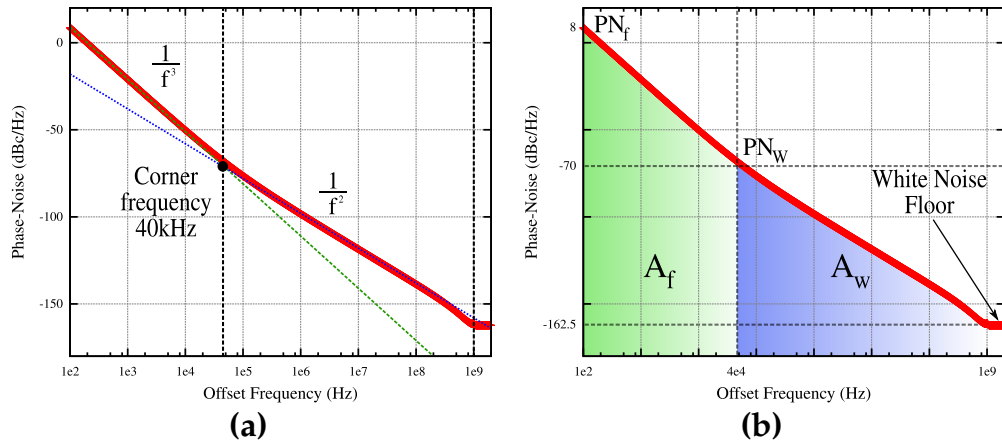 0
-50
-100
-150
Phase-Noise (dBc/Hz)
1
f³
Corner
frequency
40kHz
1
f²
1e2
1e3
1e4
1e5
1e6
1e7
1e8
1e9
Offset Frequency (Hz)
(a)
8
-70
-162.5
Phase-Noise (dBc/Hz)
PN_f
PN_W
White Noise
Floor
A_f
A_w
1e2
4e4
1e9
Offset Frequency (Hz)
(b)